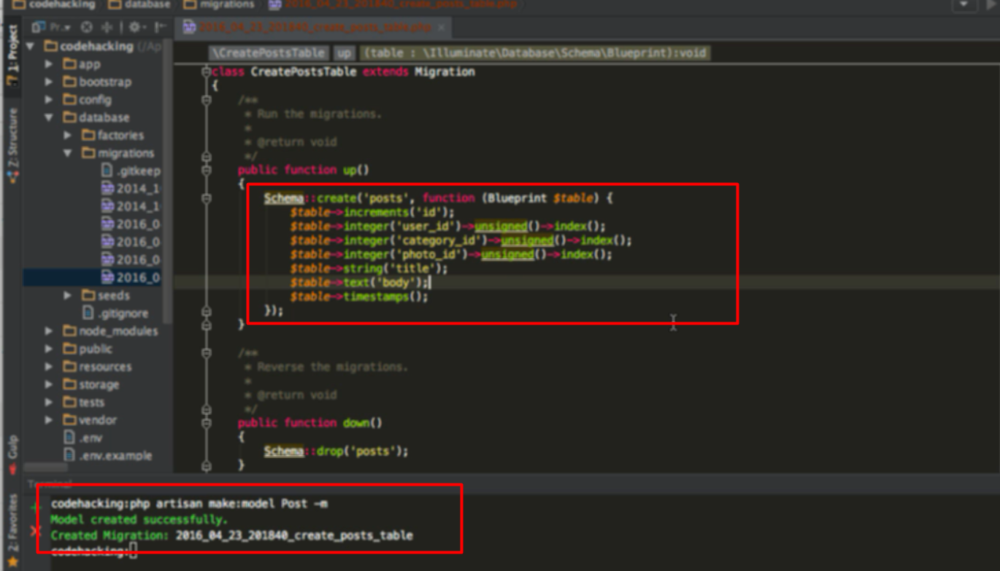 codehacking database migrations 2016_04_23_201840_create_posts_table.php
1: Project
Z: Structure
Gulp
2: Favorites
Pr..
codehacking (/Ap
app
bootstrap
config
database
factories
migrations
.gitkeep
2014_1
2014_1
2016_0
2016_0
2016_0
2016_0
seeds
.gitignore
node_modules
public
resources
storage
tests
vendor
.env
.env.example
2016_04_23_201840_create_posts_table.php ×
\CreatePostsTable up (table : \Illuminate\Database\Schema\Blueprint):void
class CreatePostsTable extends Migration
{
/**
* Run the migrations.
*
* @return void
*/
public function up()
{
Schema::create('posts', function (Blueprint $table) {
$table->increments('id');
$table->integer('user_id')->unsigned()->index();
$table->integer('category_id')->unsigned()->index();
$table->integer('photo_id')->unsigned()->index();
$table->string('title');
$table->text('body');
$table->timestamps();
});
}
/**
* Reverse the migrations.
*
* @return void
*/
public function down()
{
Schema::drop('posts');
}
Terminal
codehacking:php artisan make:model Post -m
Model created successfully.
Created Migration: 2016_04_23_201840_create_posts_table
codehacking: